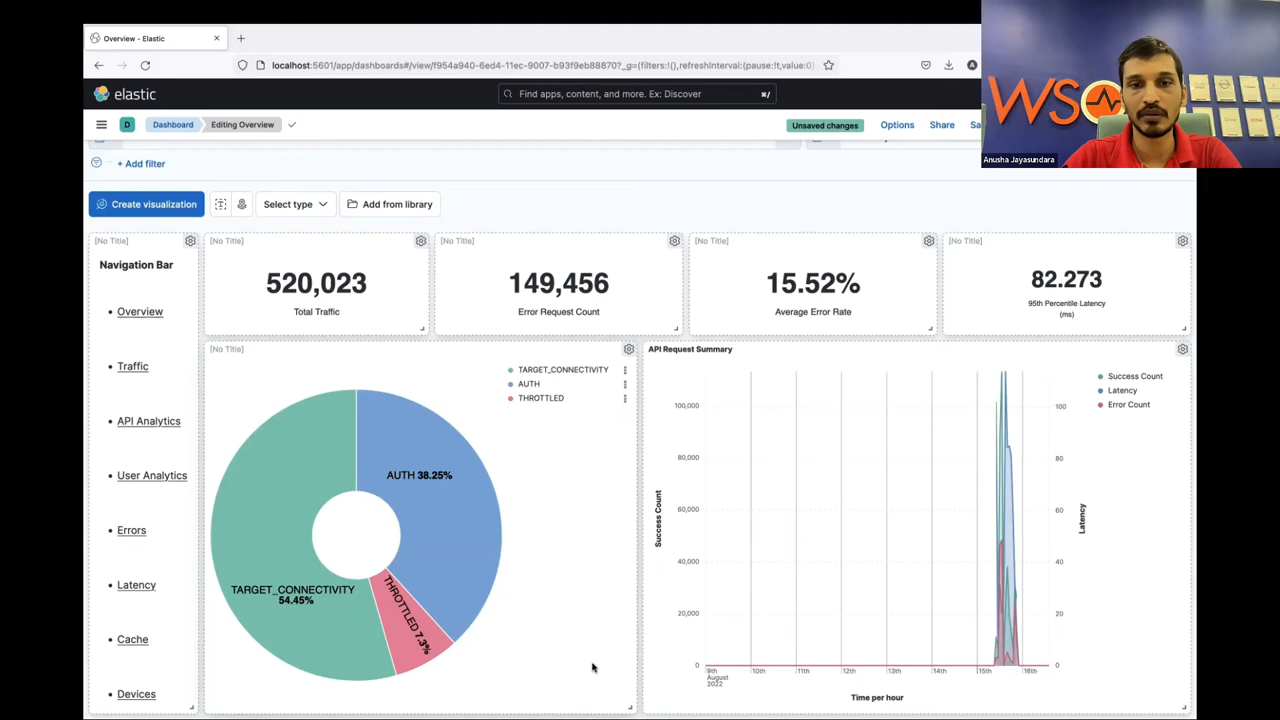 Overview - Elastic
localhost:5601/app/dashboards#/view/f954a940-6ed4-11ec-9007-b93f9eb88870?_g=(filters:!(),refreshInterval:(pause:!t,value:0)
A
WS
Anusha Jayasundara
elastic
Find apps, content, and more. Ex: Discover
⌘/
D
Dashboard
Editing Overview
Unsaved changes
Options
Share
Sa
+ Add filter
Create visualization
T
Select type
Add from library
[No Title]
[No Title]
[No Title]
[No Title]
[No Title]
Navigation Bar
• Overview
• Traffic
• API Analytics
• User Analytics
• Errors
• Latency
• Cache
• Devices
520,023
Total Traffic
149,456
Error Request Count
15.52%
Average Error Rate
82.273
95th Percentile Latency
(ms)
[No Title]
TARGET_CONNECTIVITY
AUTH
THROTTLED
AUTH 38.25%
TARGET_CONNECTIVITY
54.45%
THROTTLED 7.3%
API Request Summary
Success Count
Latency
Error Count
100,000
80,000
60,000
40,000
20,000
0
Success Count
100
80
60
40
20
0
Latency
9th
August
2022
10th
11th
12th
13th
14th
15th
16th
Time per hour